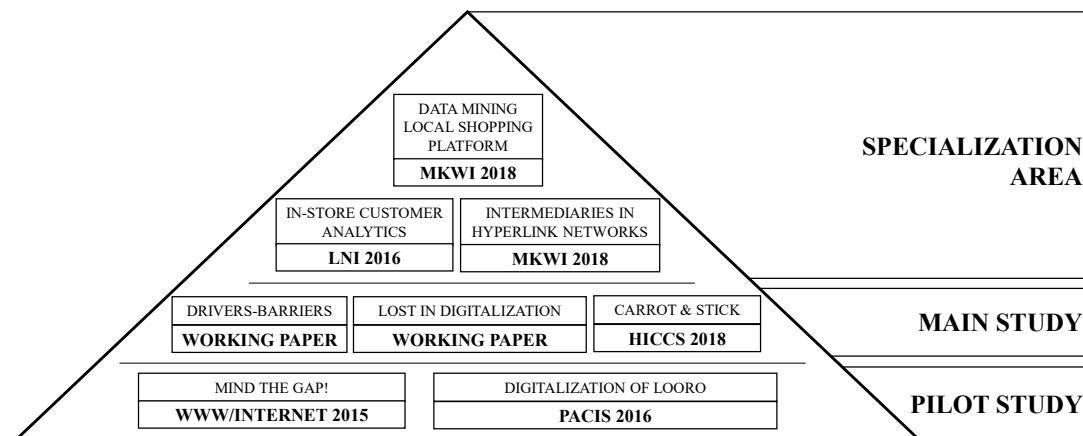 DATA MINING
LOCAL SHOPPING
PLATFORM
MKWI 2018
SPECIALIZATION
AREA
IN-STORE CUSTOMER
ANALYTICS
LNI 2016
INTERMEDIARIES IN
HYPERLINK NETWORKS
MKWI 2018
DRIVERS-BARRIERS
WORKING PAPER
LOST IN DIGITALIZATION
WORKING PAPER
CARROT & STICK
HICCS 2018
MAIN STUDY
MIND THE GAP!
WWW/INTERNET 2015
DIGITALIZATION OF LOORO
PACIS 2016
PILOT STUDY